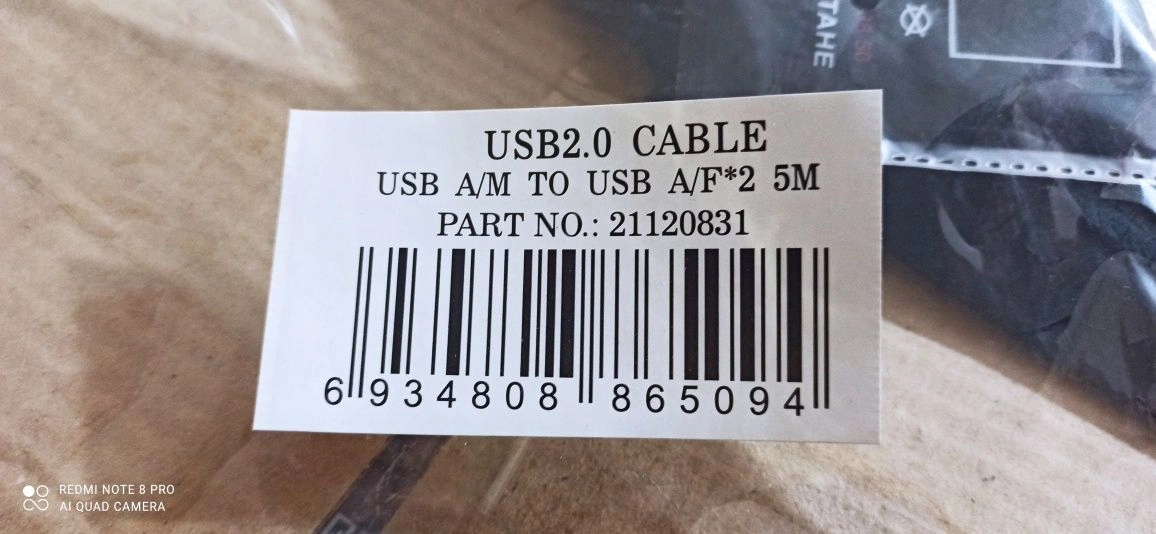 USB2.0 CABLE
USB A/M TO USB A/F*2 5M
PART NO.: 21120831
6 934808 865094
REDMI NOTE 8 PRO
AI QUAD CAMERA